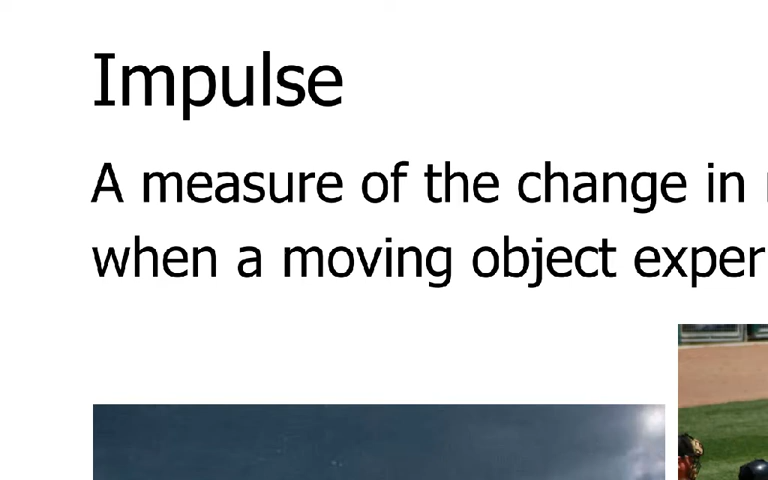 Impulse
A measure of the change in
when a moving object exper